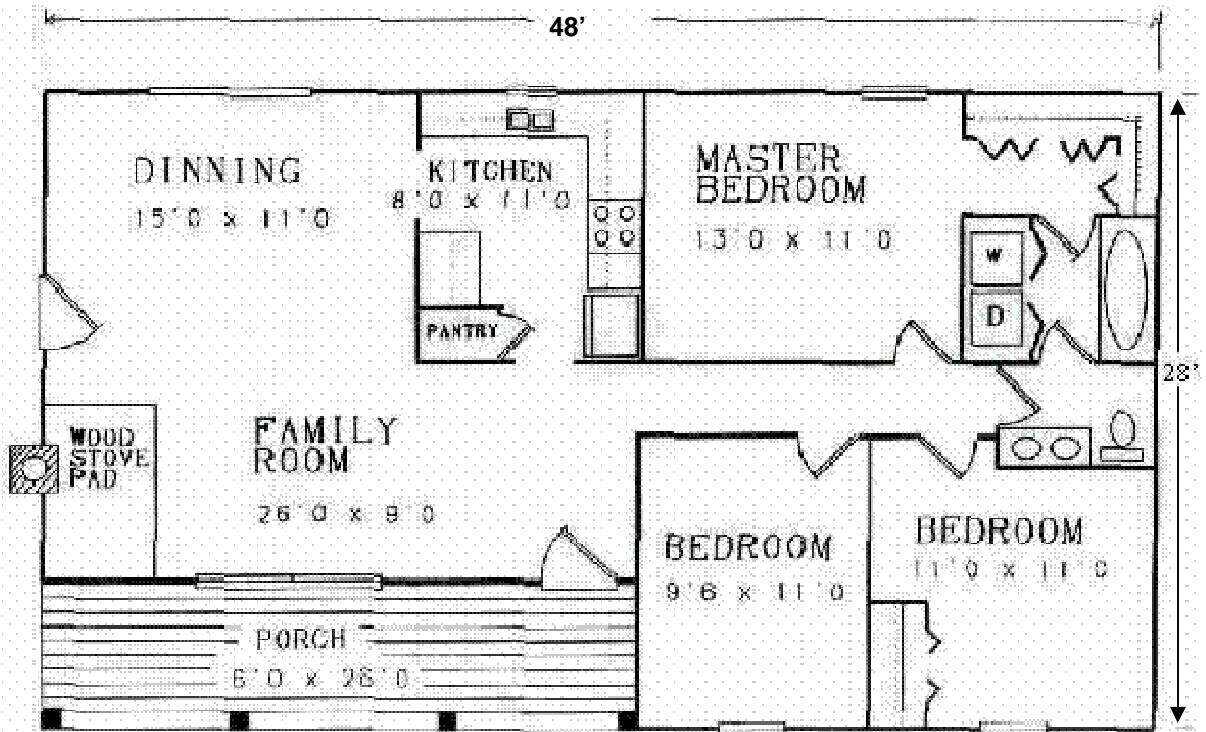 48'
DINNING
15'0 x 11'0
KITCHEN
8'0 x 11'0
MASTER
BEDROOM
13'0 x 11'0
W
D
PANTRY
28'
WOOD
STOVE
PAD
FAMILY
ROOM
26'0 x 9'0
BEDROOM
9'6 x 11'0
BEDROOM
11'0 x 11'0
PORCH
6'0 x 26'0